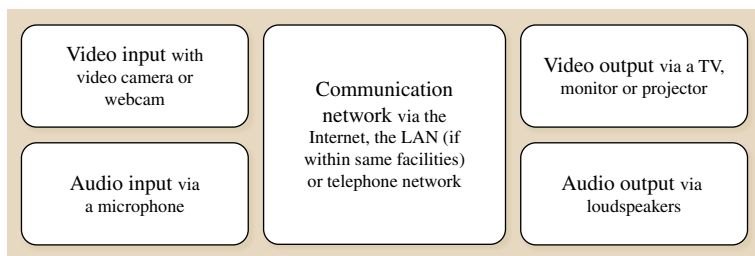 Video input with
video camera or
webcam
Audio input via
a microphone
Communication
network via the
Internet, the LAN (if
within same facilities)
or telephone network
Video output via a TV,
monitor or projector
Audio output via
loudspeakers